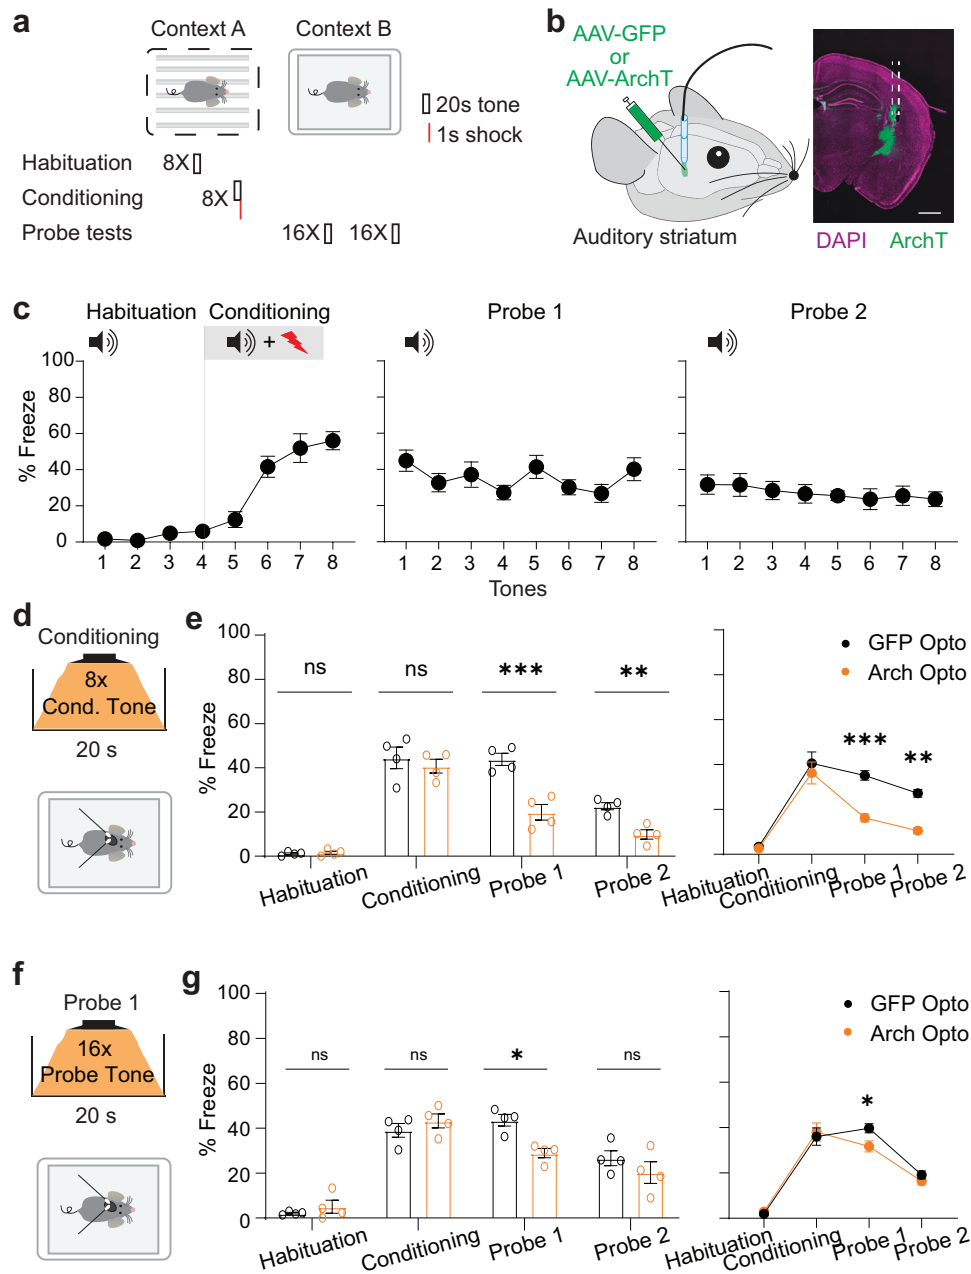 a
Context A
Context B
20s tone
1s shock
Habituation
8X
Conditioning
8X
Probe tests
16X
16X
b
AAV-GFP
or
AAV-ArchT
Auditory striatum
DAPI
ArchT
c
Habituation
Conditioning
+
Probe 1
Probe 2
% Freeze
100
80
60
40
20
0
1 2 3 4 5 6 7 8
1 2 3 4 5 6 7 8
1 2 3 4 5 6 7 8
Tones
d
Conditioning
8x
Cond. Tone
20 s
e
% Freeze
100
80
60
40
20
0
ns
ns
***
**
Habituation
Conditioning
Probe 1
Probe 2
GFP Opto
Arch Opto
***
**
Habituation
Conditioning
Probe 1
Probe 2
f
Probe 1
16x
Probe Tone
20 s
g
% Freeze
100
80
60
40
20
0
ns
ns
*
ns
Habituation
Conditioning
Probe 1
Probe 2
GFP Opto
Arch Opto
*
Habituation
Conditioning
Probe 1
Probe 2